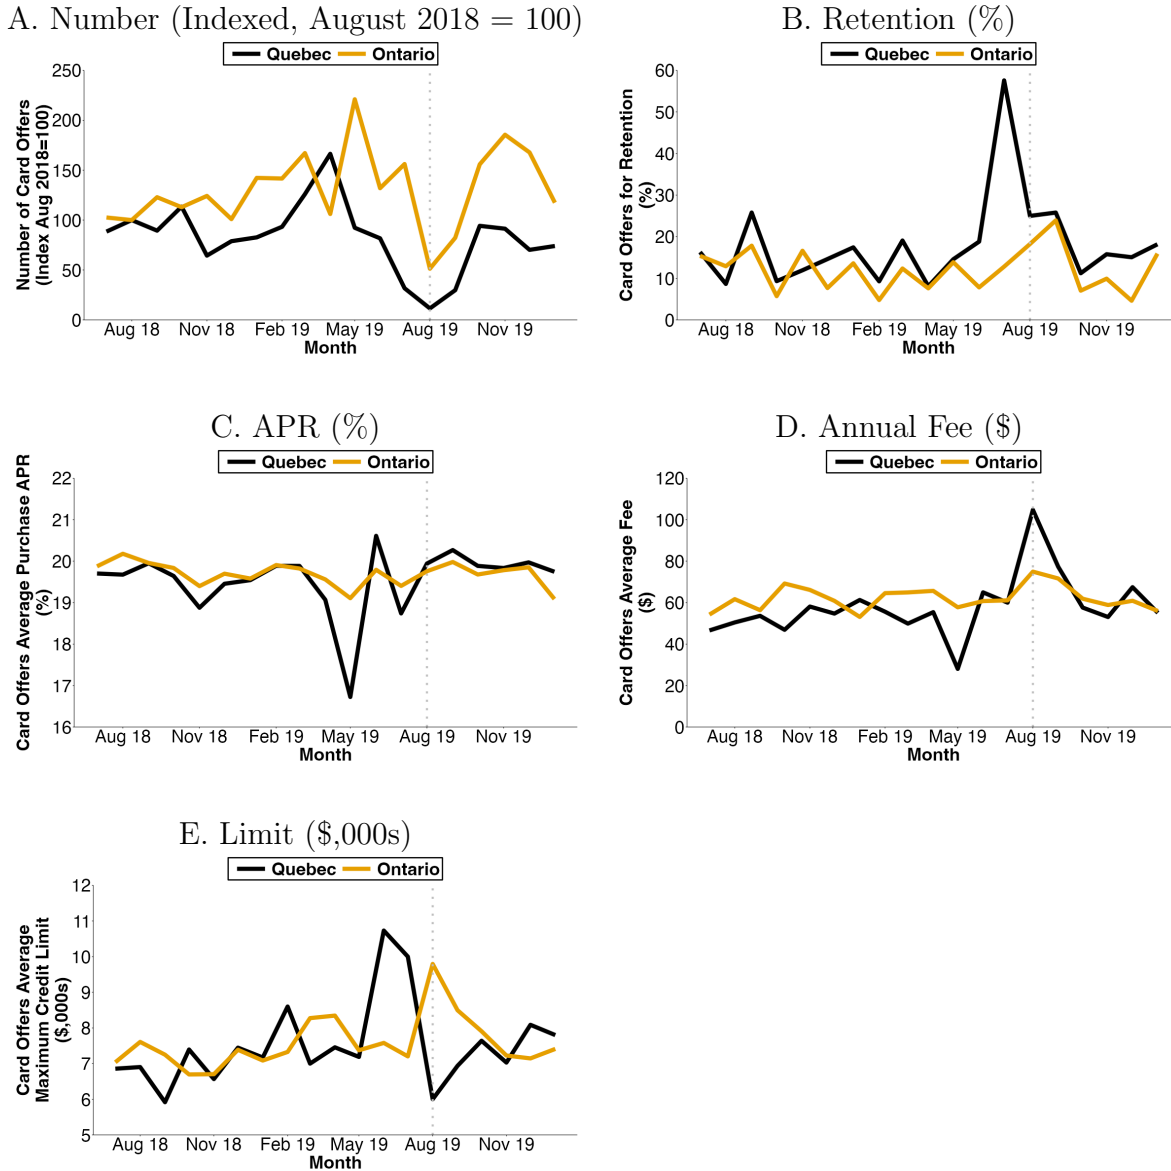 A. Number (Indexed, August 2018 = 100)
Quebec Ontario
Number of Card Offers
(Index Aug 2018=100)
250
200
150
100
50
0
Aug 18 Nov 18 Feb 19 May 19 Aug 19 Nov 19
Month
B. Retention (%)
Quebec Ontario
Card Offers for Retention
(%)
60
50
40
30
20
10
0
Aug 18 Nov 18 Feb 19 May 19 Aug 19 Nov 19
Month
C. APR (%)
Quebec Ontario
Card Offers Average Purchase APR
(%)
22
21
20
19
18
17
16
Aug 18 Nov 18 Feb 19 May 19 Aug 19 Nov 19
Month
D. Annual Fee ($)
Quebec Ontario
Card Offers Average Fee
($)
120
100
80
60
40
20
0
Aug 18 Nov 18 Feb 19 May 19 Aug 19 Nov 19
Month
E. Limit ($,000s)
Quebec Ontario
Card Offers Average
Maximum Credit Limit
($,000s)
12
11
10
9
8
7
6
5
Aug 18 Nov 18 Feb 19 May 19 Aug 19 Nov 19
Month